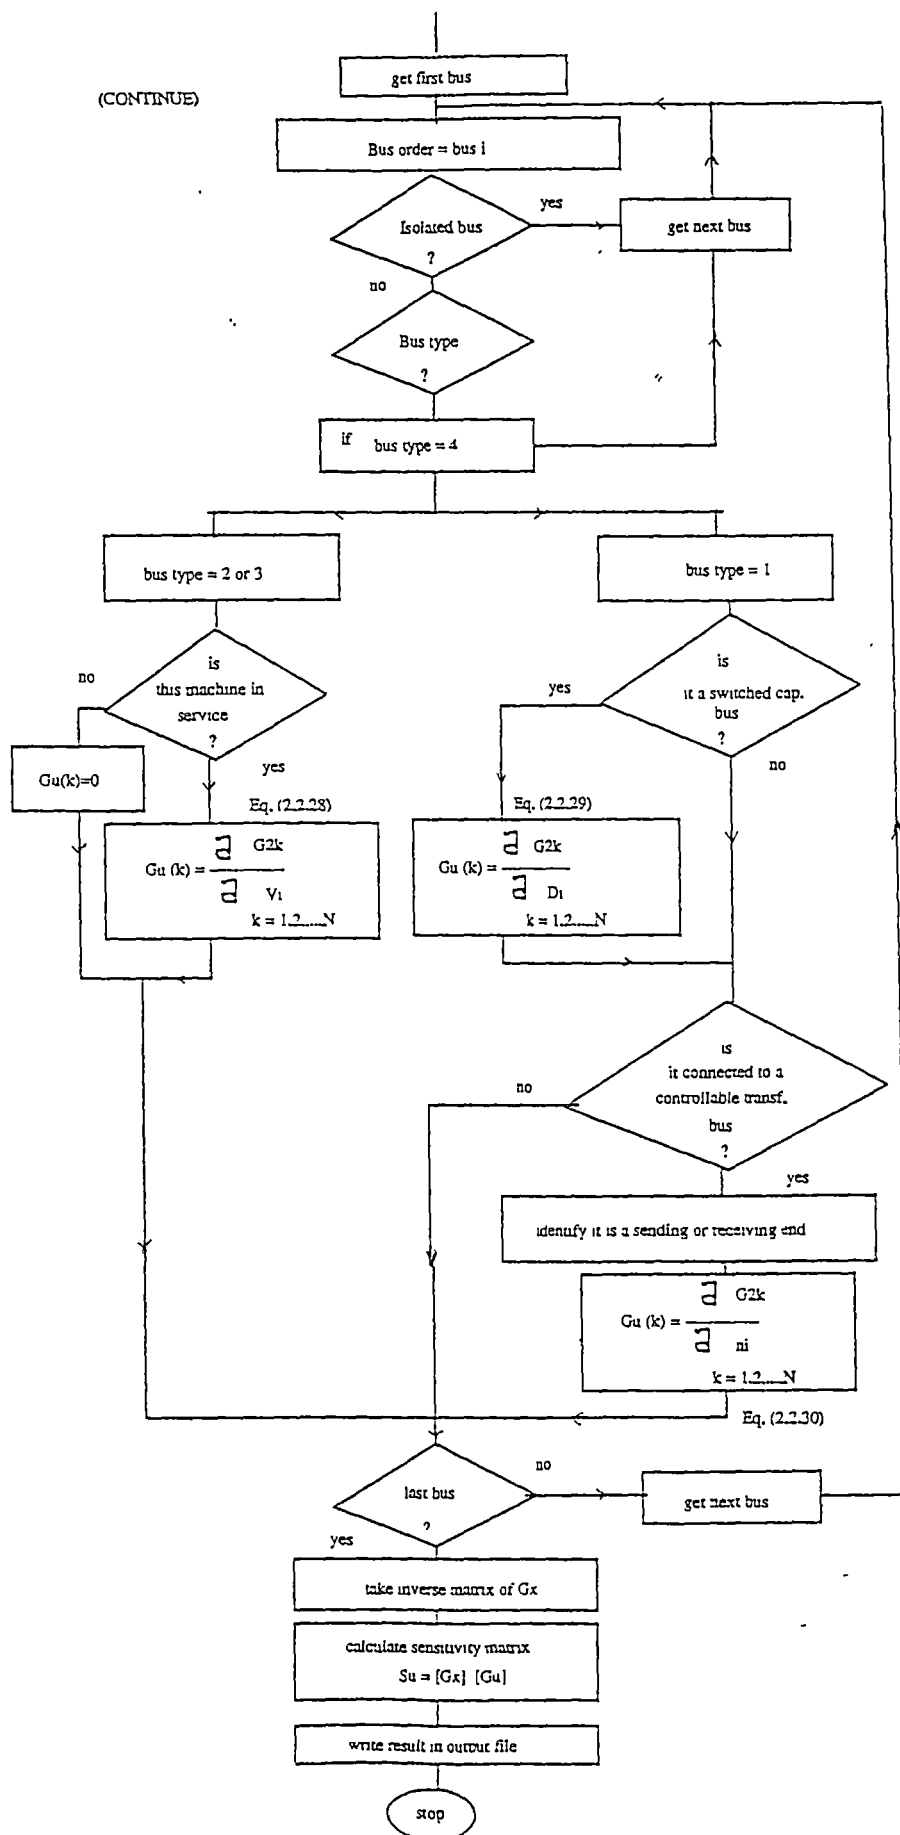 get first bus
(CONTINUE)
Bus order = bus i
yes
Isolated bus
?
get next bus
no
Bus type
?
if bus type = 4
bus type = 2 or 3
bus type = 1
is
this machine in
service
?
no
yes
is
it a switched cap.
bus
?
yes
no
Gu(k)=0
Eq. (2.2.28)
Gu (k) = ∂ G2k / ∂ Vi
k = 1,2,....N
Eq. (2.2.29)
Gu (k) = ∂ G2k / ∂ Di
k = 1,2,....N
is
it connected to a
controllable transf.
bus
?
no
yes
identify it is a sending or receiving end
Gu (k) = ∂ G2k / ∂ ni
k = 1,2,....N
Eq. (2.2.30)
last bus
?
no
get next bus
yes
take inverse matrix of Gx
calculate sensitivity matrix
Su = [Gx] [Gu]
write result in output file
stop